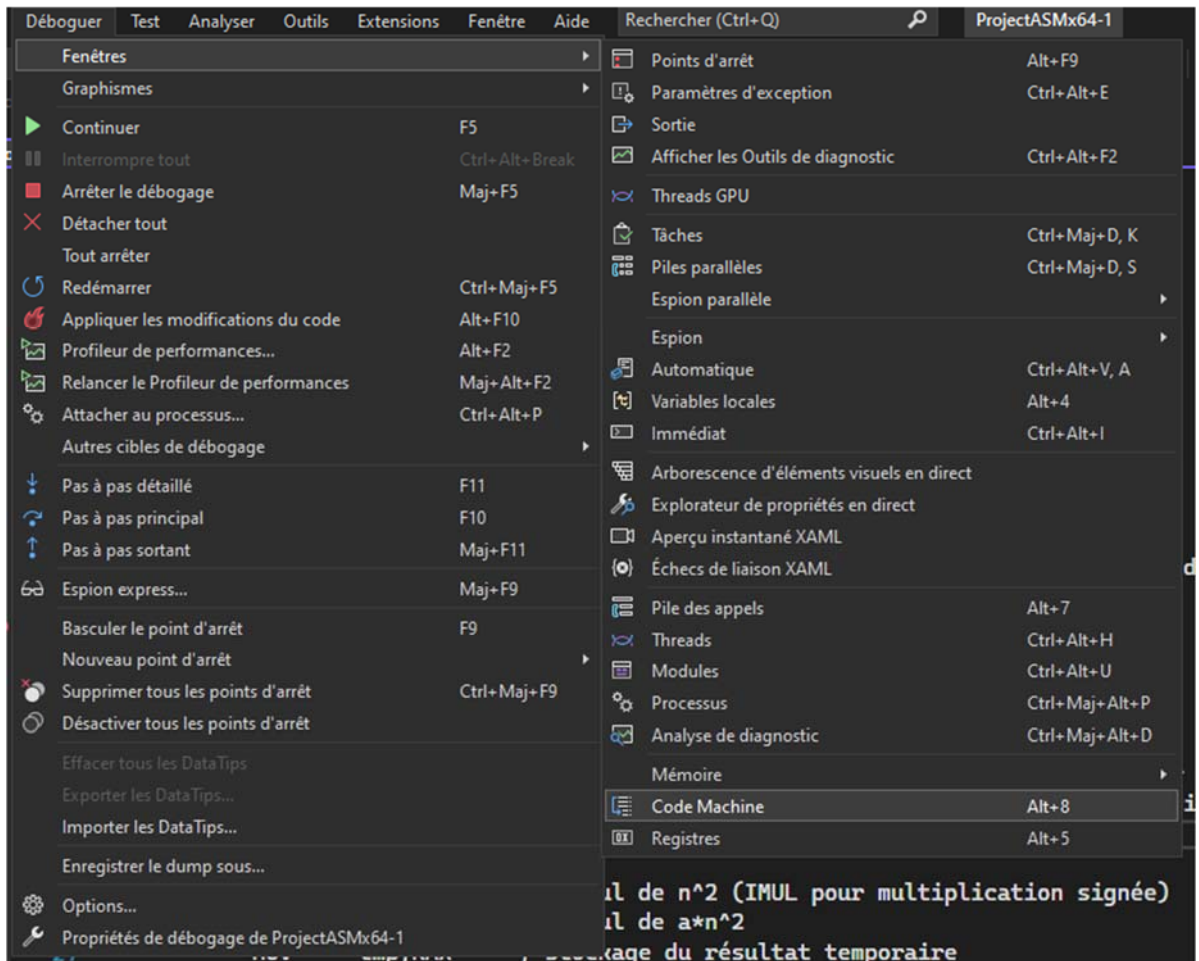 Déboguer Test Analyser Outils Extensions Fenêtre Aide Rechercher (Ctrl+Q) ProjectASMx64-1
Fenêtres
Graphismes
Continuer F5
Interrompre tout Ctrl+Alt+Break
Arrêter le débogage Maj+F5
Détacher tout
Tout arrêter
Redémarrer Ctrl+Maj+F5
Appliquer les modifications du code Alt+F10
Profileur de performances... Alt+F2
Relancer le Profileur de performances Maj+Alt+F2
Attacher au processus... Ctrl+Alt+P
Autres cibles de débogage
Pas à pas détaillé F11
Pas à pas principal F10
Pas à pas sortant Maj+F11
Espion express... Maj+F9
Basculer le point d'arrêt F9
Nouveau point d'arrêt
Supprimer tous les points d'arrêt Ctrl+Maj+F9
Désactiver tous les points d'arrêt
Effacer tous les DataTips
Exporter les DataTips...
Importer les DataTips...
Enregistrer le dump sous...
Options...
Propriétés de débogage de ProjectASMx64-1
Points d'arrêt Alt+F9
Paramètres d'exception Ctrl+Alt+E
Sortie
Afficher les Outils de diagnostic Ctrl+Alt+F2
Threads GPU
Tâches Ctrl+Maj+D, K
Piles parallèles Ctrl+Maj+D, S
Espion parallèle
Espion
Automatique Ctrl+Alt+V, A
Variables locales Alt+4
Immédiat Ctrl+Alt+I
Arborescence d'éléments visuels en direct
Explorateur de propriétés en direct
Aperçu instantané XAML
Échecs de liaison XAML
Pile des appels Alt+7
Threads Ctrl+Alt+H
Modules Ctrl+Alt+U
Processus Ctrl+Maj+Alt+P
Analyse de diagnostic Ctrl+Maj+Alt+D
Mémoire
Code Machine Alt+8
Registres Alt+5
ul de n^2 (IMUL pour multiplication signée)
ul de a*n^2
du résultat temporaire